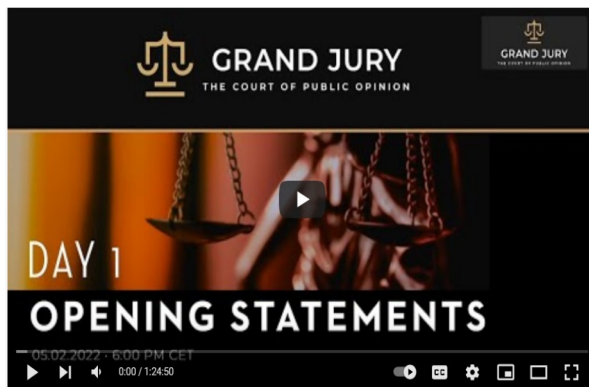 GRAND JURY
THE COURT OF PUBLIC OPINION
GRAND JURY
THE COURT OF PUBLIC OPINION
DAY 1
OPENING STATEMENTS
05.02.2022 · 6:00 PM CET
0:00 / 1:24:50
CC